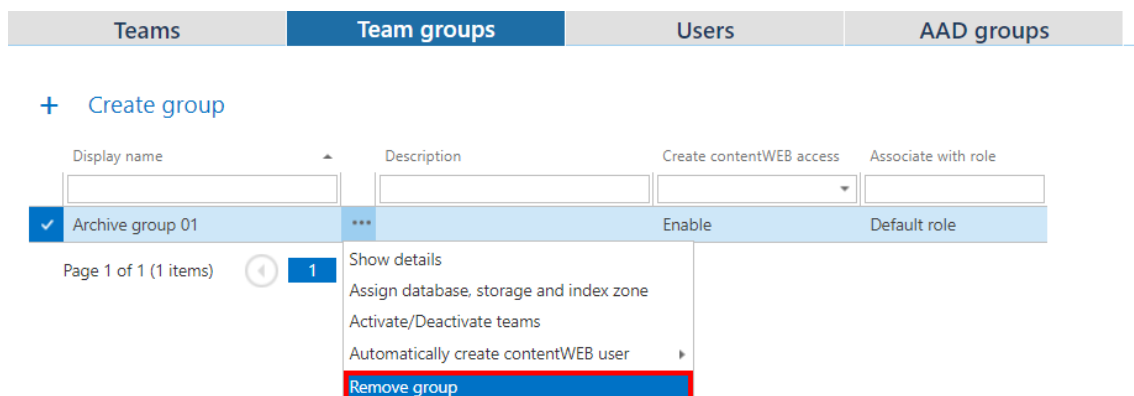 Teams Team groups Users AAD groups
+ Create group
Display name Description Create contentWEB access Associate with role
Archive group 01 ••• Enable Default role
Page 1 of 1 (1 items) 1
Show details
Assign database, storage and index zone
Activate/Deactivate teams
Automatically create contentWEB user
Remove group